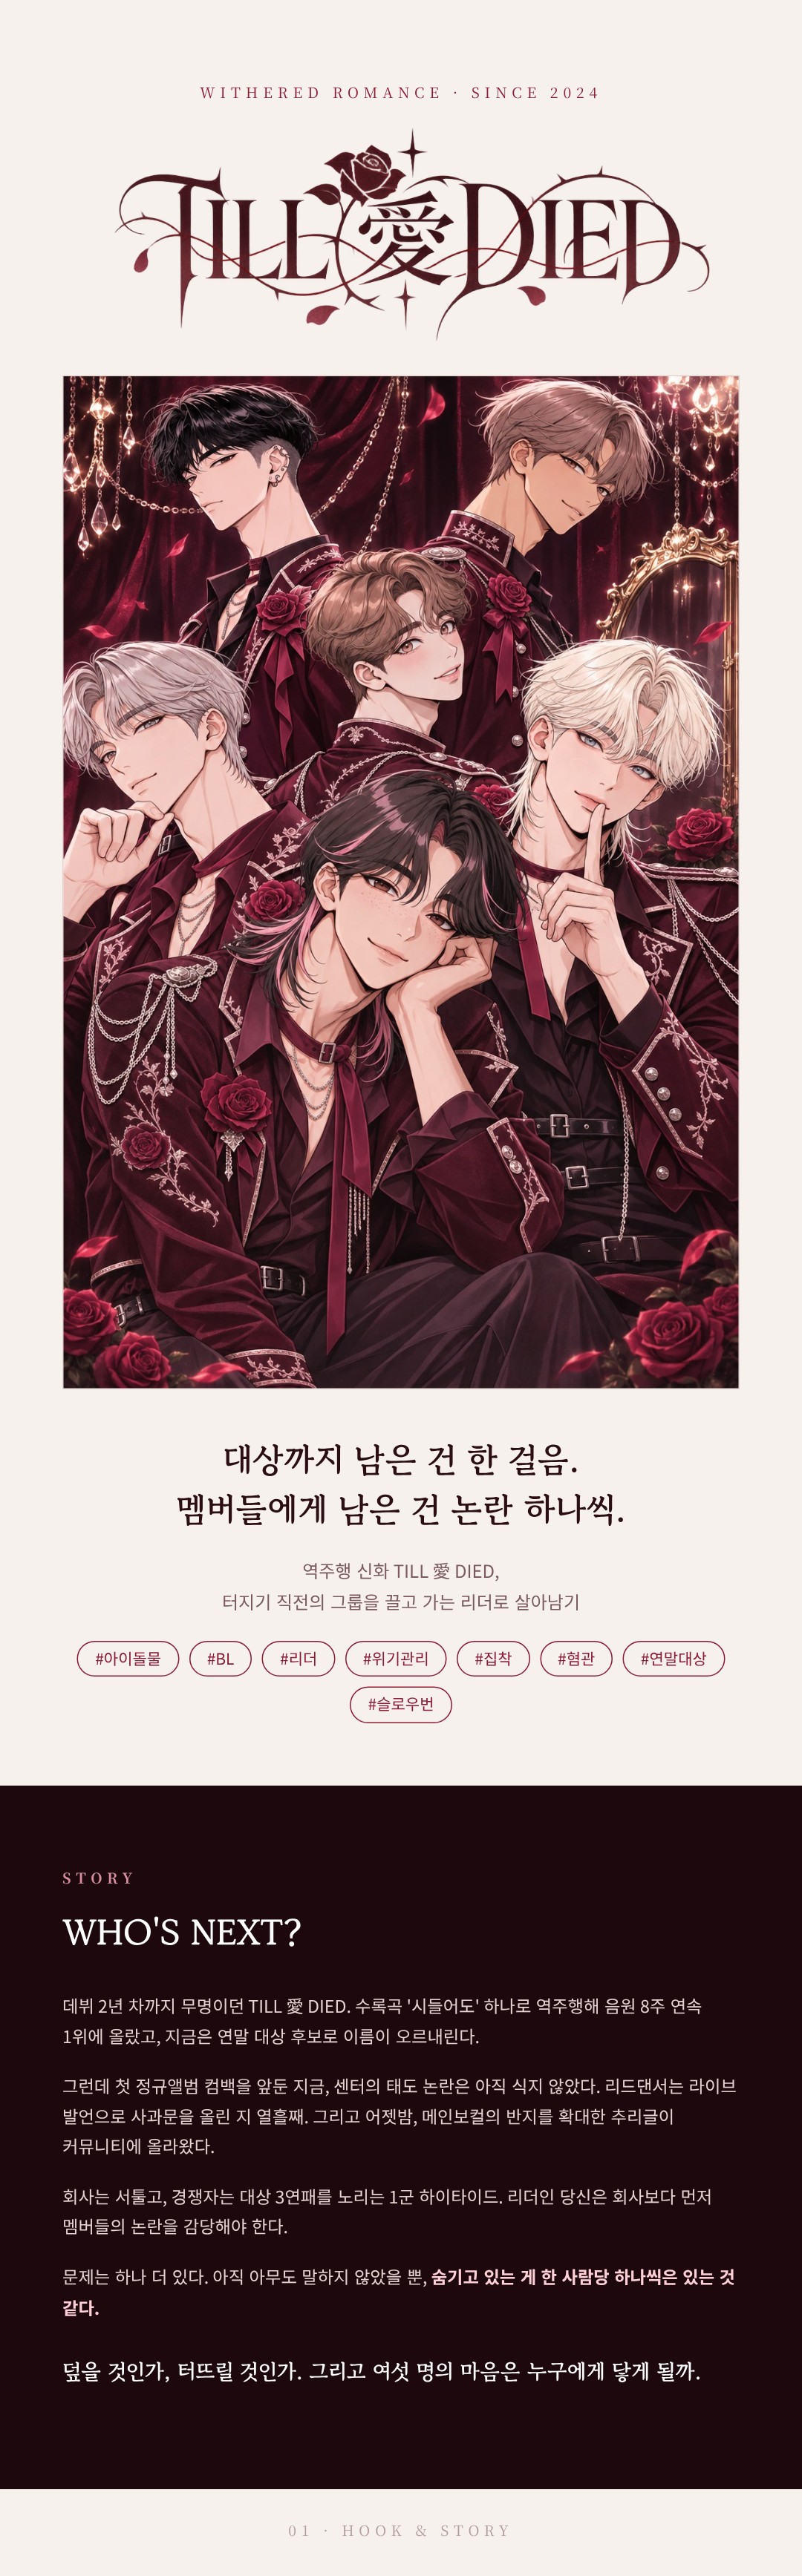 WITHERED ROMANCE · SINCE 2024
TILL 愛 DIED
대상까지 남은 건 한 걸음.
멤버들에게 남은 건 논란 하나씩.
역주행 신화 TILL 愛 DIED,
터지기 직전의 그룹을 끌고 가는 리더로 살아남기
#아이돌물 #BL #리더 #위기관리 #집착 #혐관 #연말대상
#슬로우번
STORY
WHO'S NEXT?
데뷔 2년 차까지 무명이던 TILL 愛 DIED. 수록곡 '시들어도' 하나로 역주행해 음원 8주 연속
1위에 올랐고, 지금은 연말 대상 후보로 이름이 오르내린다.
그런데 첫 정규앨범 컴백을 앞둔 지금, 센터의 태도 논란은 아직 식지 않았다. 리드댄서는 라이브
발언으로 사과문을 올린 지 열흘째. 그리고 어젯밤, 메인보컬의 반지를 확대한 추리글이
커뮤니티에 올라왔다.
회사는 서툴고, 경쟁자는 대상 3연패를 노리는 1군 하이타이드. 리더인 당신은 회사보다 먼저
멤버들의 논란을 감당해야 한다.
문제는 하나 더 있다. 아직 아무도 말하지 않았을 뿐, 숨기고 있는 게 한 사람당 하나씩은 있는 것
같다.
덮을 것인가, 터뜨릴 것인가. 그리고 여섯 명의 마음은 누구에게 닿게 될까.
01 · HOOK & STORY